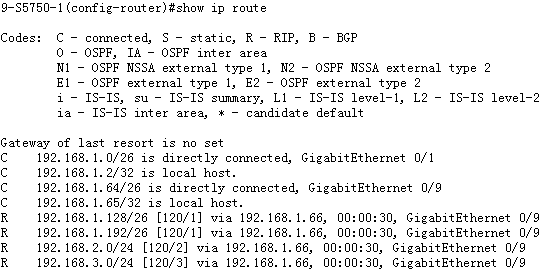 9-S5750-1(config-router)#show ip route
Codes:  C - connected, S - static, R - RIP, B - BGP
O - OSPF, IA - OSPF inter area
N1 - OSPF NSSA external type 1, N2 - OSPF NSSA external type 2
E1 - OSPF external type 1, E2 - OSPF external type 2
i - IS-IS, su - IS-IS summary, L1 - IS-IS level-1, L2 - IS-IS level-2
ia - IS-IS inter area, * - candidate default
Gateway of last resort is no set
C    192.168.1.0/26 is directly connected, GigabitEthernet 0/1
C    192.168.1.2/32 is local host.
C    192.168.1.64/26 is directly connected, GigabitEthernet 0/9
C    192.168.1.65/32 is local host.
R    192.168.1.128/26 [120/1] via 192.168.1.66, 00:00:30, GigabitEthernet 0/9
R    192.168.1.192/26 [120/1] via 192.168.1.66, 00:00:30, GigabitEthernet 0/9
R    192.168.2.0/24 [120/2] via 192.168.1.66, 00:00:30, GigabitEthernet 0/9
R    192.168.3.0/24 [120/3] via 192.168.1.66, 00:00:30, GigabitEthernet 0/9